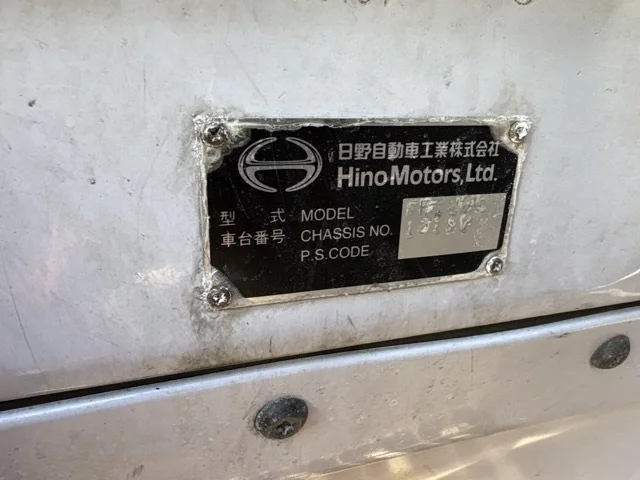 日野自動車工業株式会社
Hino Motors, Ltd.
型 式 MODEL
車台番号 CHASSIS NO.
P.S.CODE